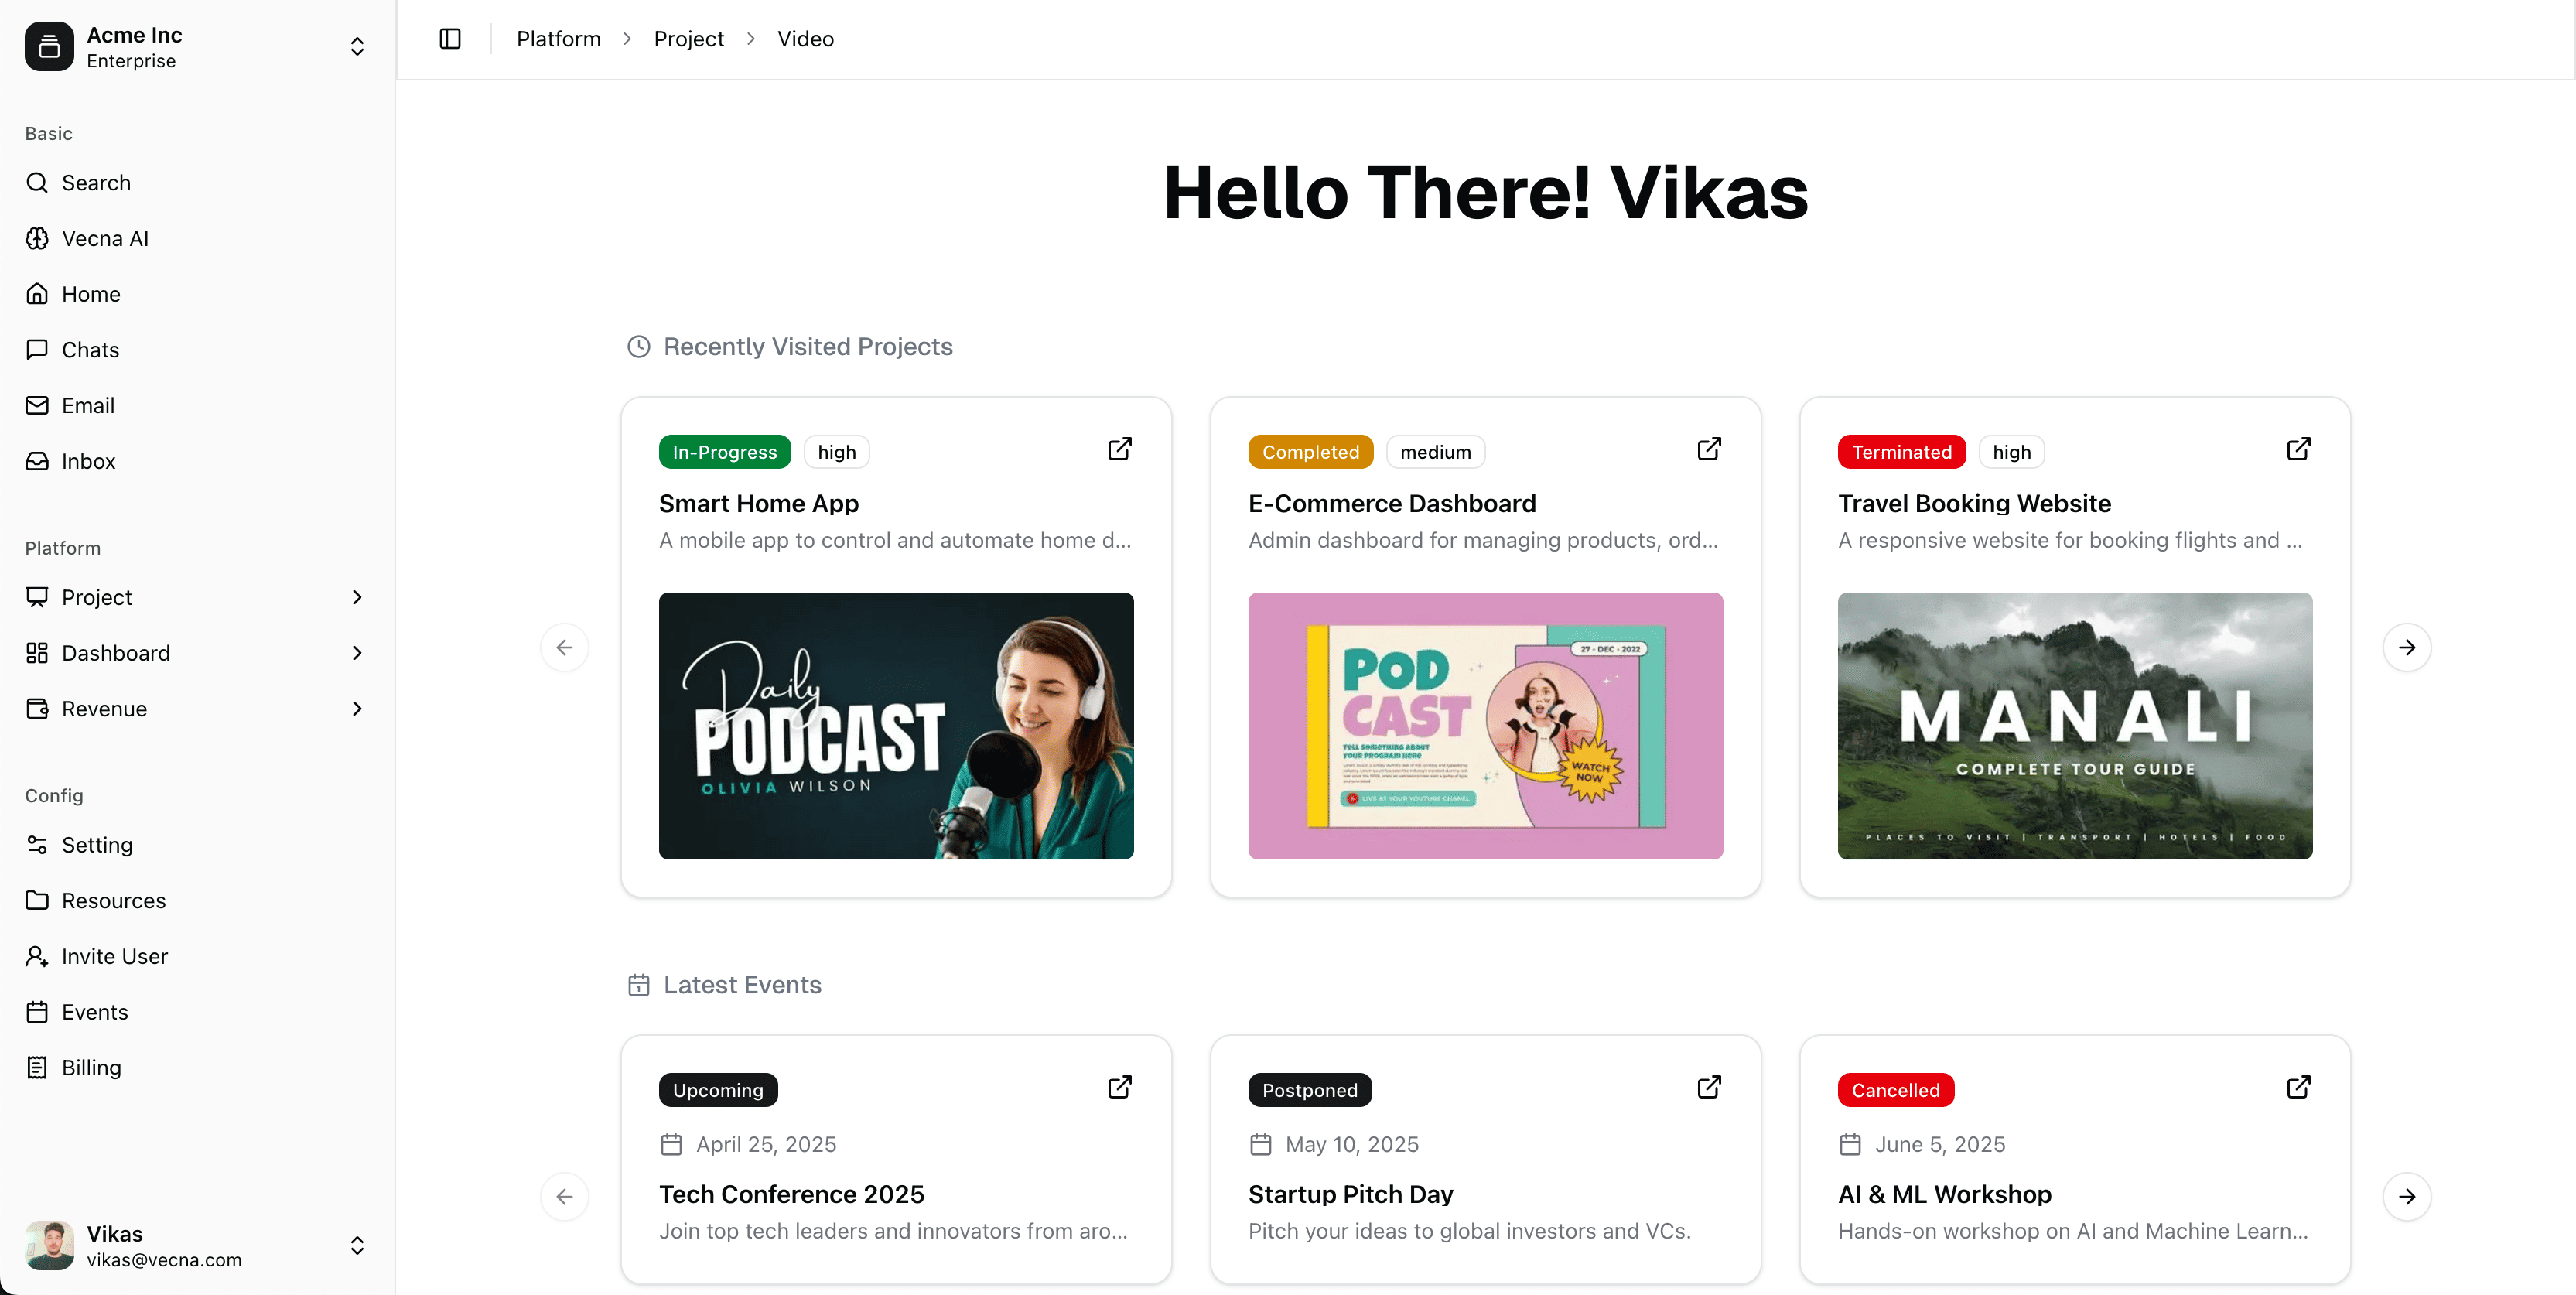 Acme Inc
Enterprise
Basic
Search
Vecna AI
Home
Chats
Email
Inbox
Platform
Project
Dashboard
Revenue
Config
Setting
Resources
Invite User
Events
Billing
Vikas
vikas@vecna.com
Platform > Project > Video
Hello There! Vikas
Recently Visited Projects
In-Progress high
Smart Home App
A mobile app to control and automate home d...
Daily
PODCAST
OLIVIA WILSON
Completed medium
E-Commerce Dashboard
Admin dashboard for managing products, ord...
27 - DEC - 2022
POD
CAST
TELL SOMETHING ABOUT
YOUR PROGRAM HERE
WATCH
NOW
LIVE AT YOUR YOUTUBE CHANEL
Terminated high
Travel Booking Website
A responsive website for booking flights and ...
MANALI
COMPLETE TOUR GUIDE
PLACES TO VISIT | TRANSPORT | HOTELS | FOOD
Latest Events
Upcoming
April 25, 2025
Tech Conference 2025
Join top tech leaders and innovators from aro...
Postponed
May 10, 2025
Startup Pitch Day
Pitch your ideas to global investors and VCs.
Cancelled
June 5, 2025
AI & ML Workshop
Hands-on workshop on AI and Machine Learn...